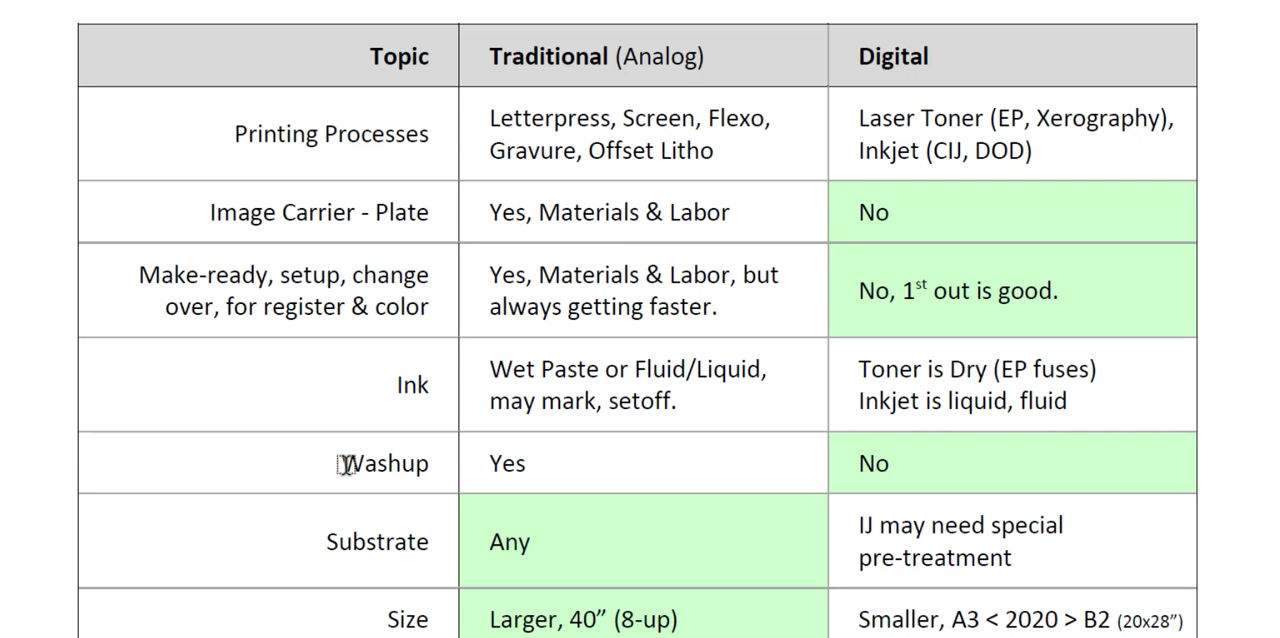 Topic
Traditional (Analog)
Digital
Printing Processes
Letterpress, Screen, Flexo,
Gravure, Offset Litho
Laser Toner (EP, Xerography),
Inkjet (CIJ, DOD)
Image Carrier - Plate
Yes, Materials & Labor
No
Make-ready, setup, change
over, for register & color
Yes, Materials & Labor, but
always getting faster.
No, 1st out is good.
Ink
Wet Paste or Fluid/Liquid,
may mark, setoff.
Toner is Dry (EP fuses)
Inkjet is liquid, fluid
Washup
Yes
No
Substrate
Any
IJ may need special
pre-treatment
Size
Larger, 40” (8-up)
Smaller, A3 < 2020 > B2 (20x28”)